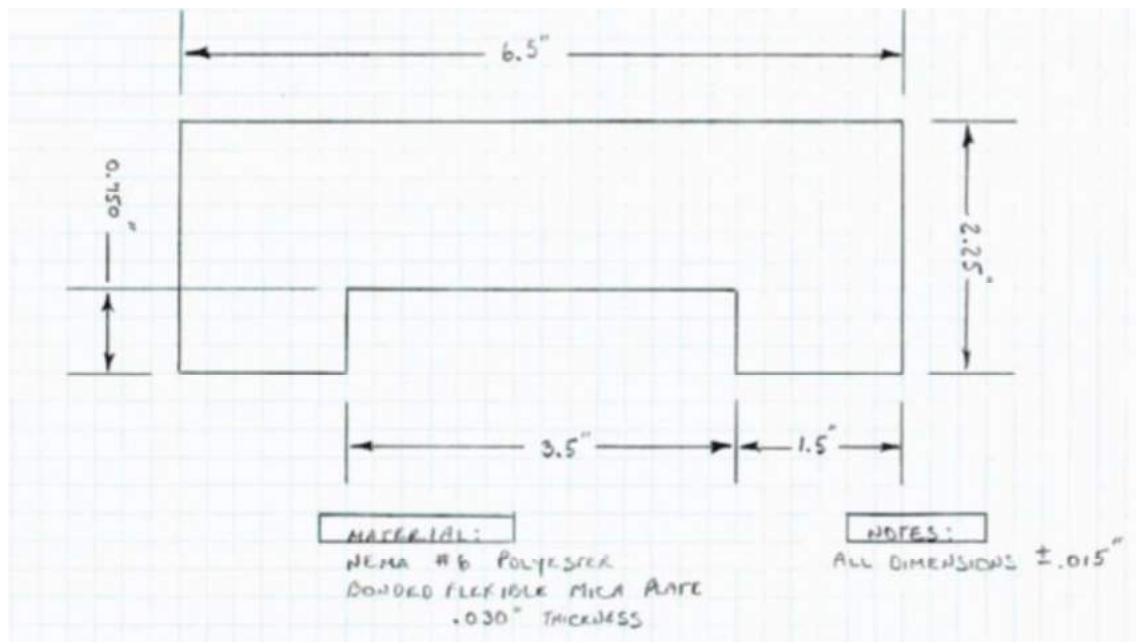 6.5"
0.750"
2.25"
3.5"
1.5"
MATERIAL:
NEMA #6 POLYESTER
BONDED FLEXIBLE MICA PLATE
.030" THICKNESS
NOTES:
ALL DIMENSIONS ±.015"